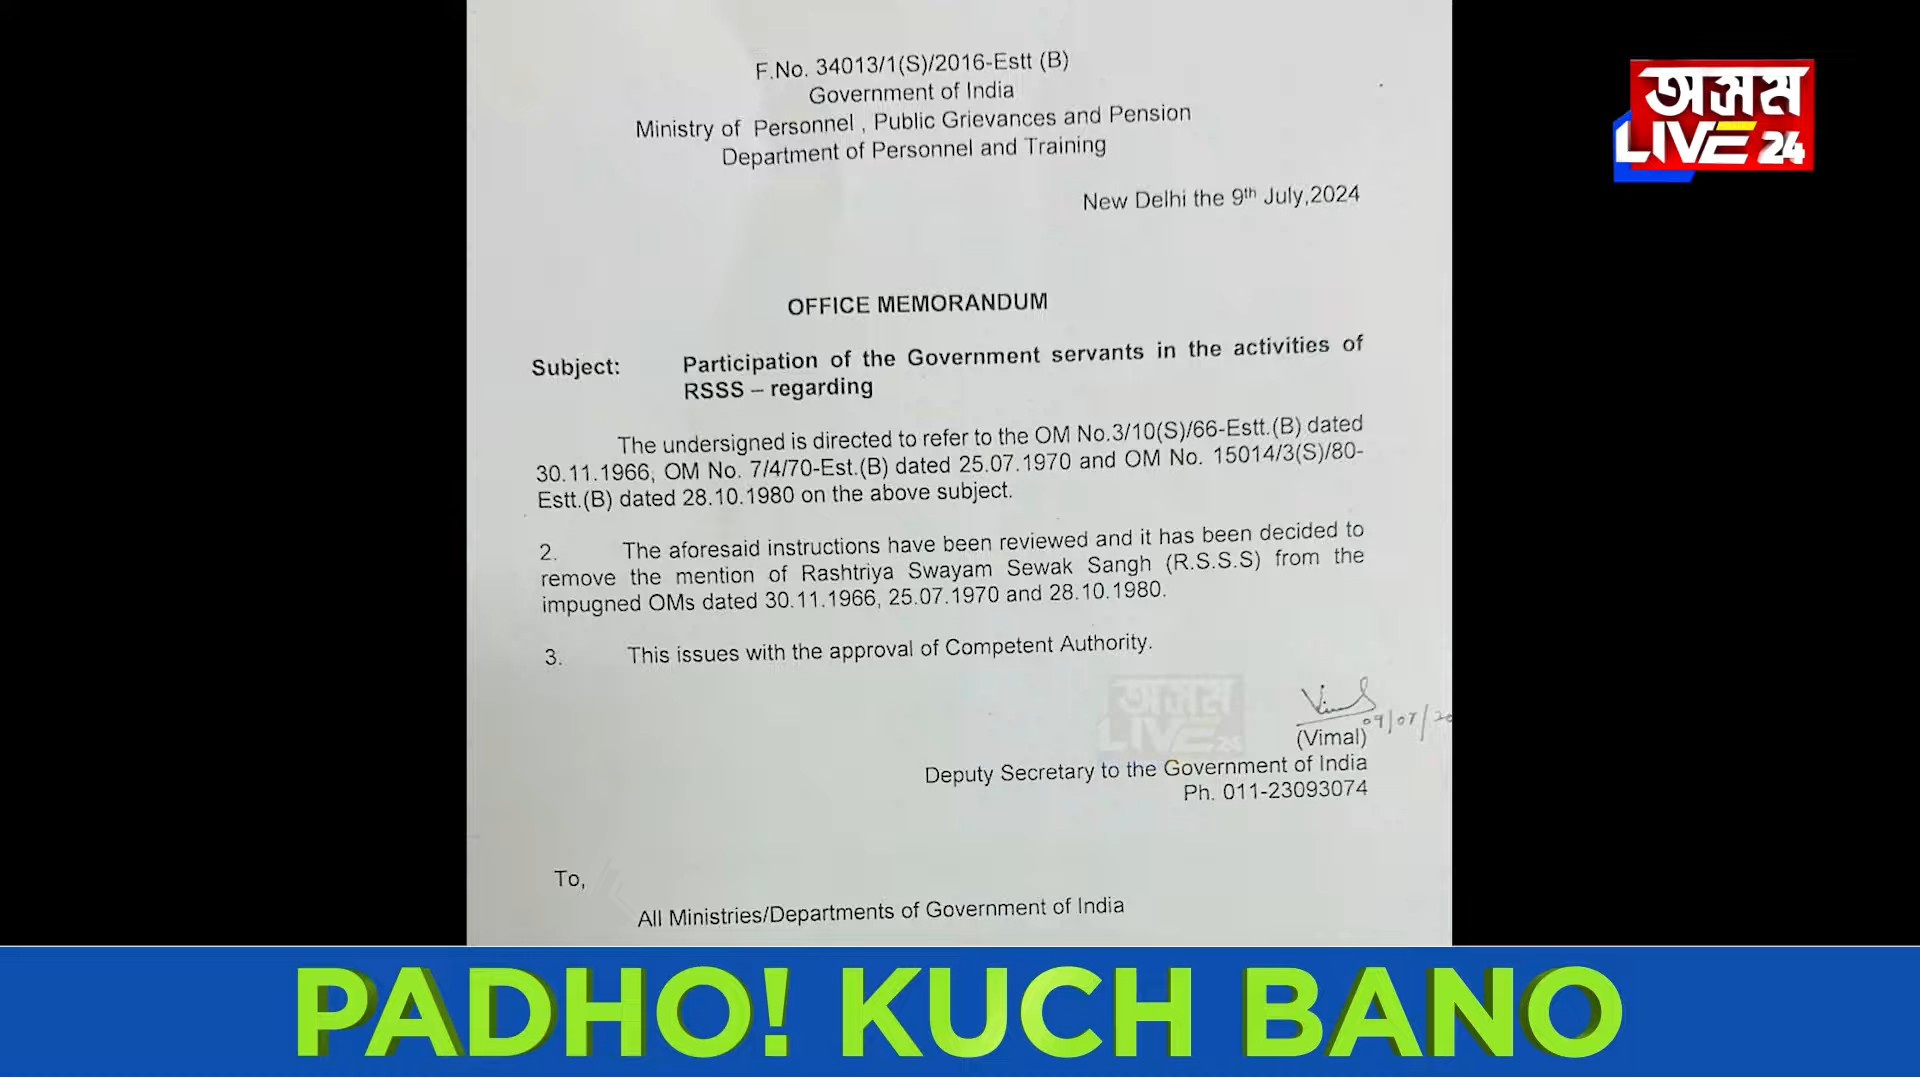 F.No. 34013/1(S)/2016-Estt (B)
Government of India
Ministry of Personnel , Public Grievances and Pension
Department of Personnel and Training
New Delhi the 9th July,2024
OFFICE MEMORANDUM
Subject: Participation of the Government servants in the activities of
RSSS – regarding
The undersigned is directed to refer to the OM No.3/10(S)/66-Estt.(B) dated
30.11.1966, OM No. 7/4/70-Est.(B) dated 25.07.1970 and OM No. 15014/3(S)/80-
Estt.(B) dated 28.10.1980 on the above subject.
2. The aforesaid instructions have been reviewed and it has been decided to
remove the mention of Rashtriya Swayam Sewak Sangh (R.S.S.S) from the
impugned OMs dated 30.11.1966, 25.07.1970 and 28.10.1980.
3. This issues with the approval of Competent Authority.
Vimal
09/07/20
(Vimal)
Deputy Secretary to the Government of India
Ph. 011-23093074
To,
All Ministries/Departments of Government of India
অসম
LIVE 24
অসম
LIVE 24
PADHO! KUCH BANO